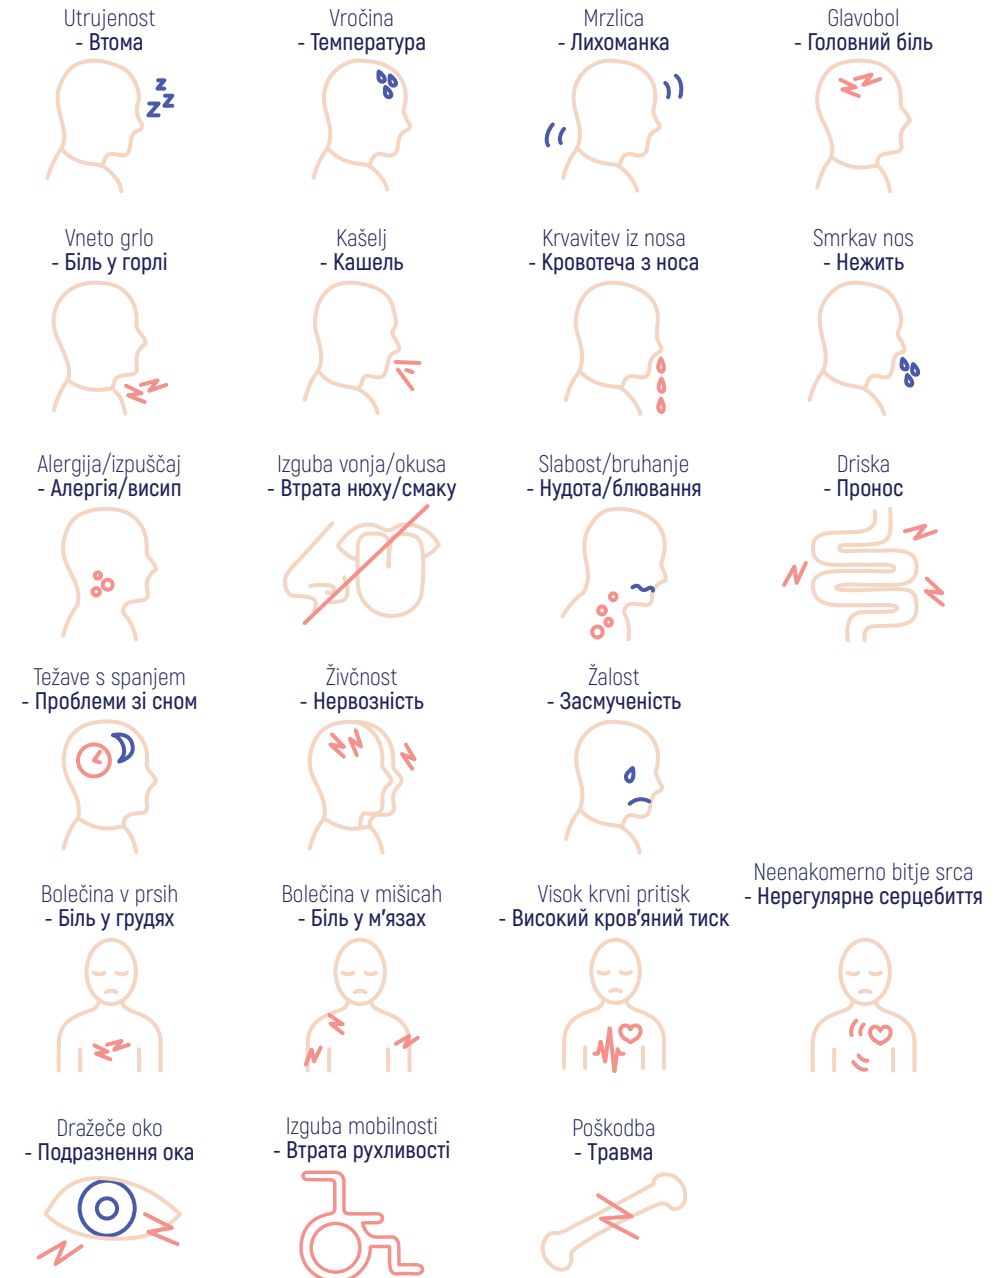 Utrujenost
- Втома
Vročina
- Температура
Mrzlica
- Лихоманка
Glavobol
- Головний біль
Vneto grlo
- Біль у горлі
Kašelj
- Кашель
Krvavitev iz nosa
- Кровотеча з носа
Smrkav nos
- Нежить
Alergija/izpuščaj
- Алергія/висип
Izguba vonja/okusa
- Втрата нюху/смаку
Slabost/bruhanje
- Нудота/блювання
Driska
- Пронос
Težave s spanjem
- Проблеми зі сном
Živčnost
- Нервозність
Žalost
- Засмученість
Bolečina v prsih
- Біль у грудях
Bolečina v mišicah
- Біль у м'язах
Visok krvni pritisk
- Високий кров'яний тиск
Neenakomerno bitje srca
- Нерегулярне серцебиття
Dražeče oko
- Подразнення ока
Izguba mobilnosti
- Втрата рухливості
Poškodba
- Травма